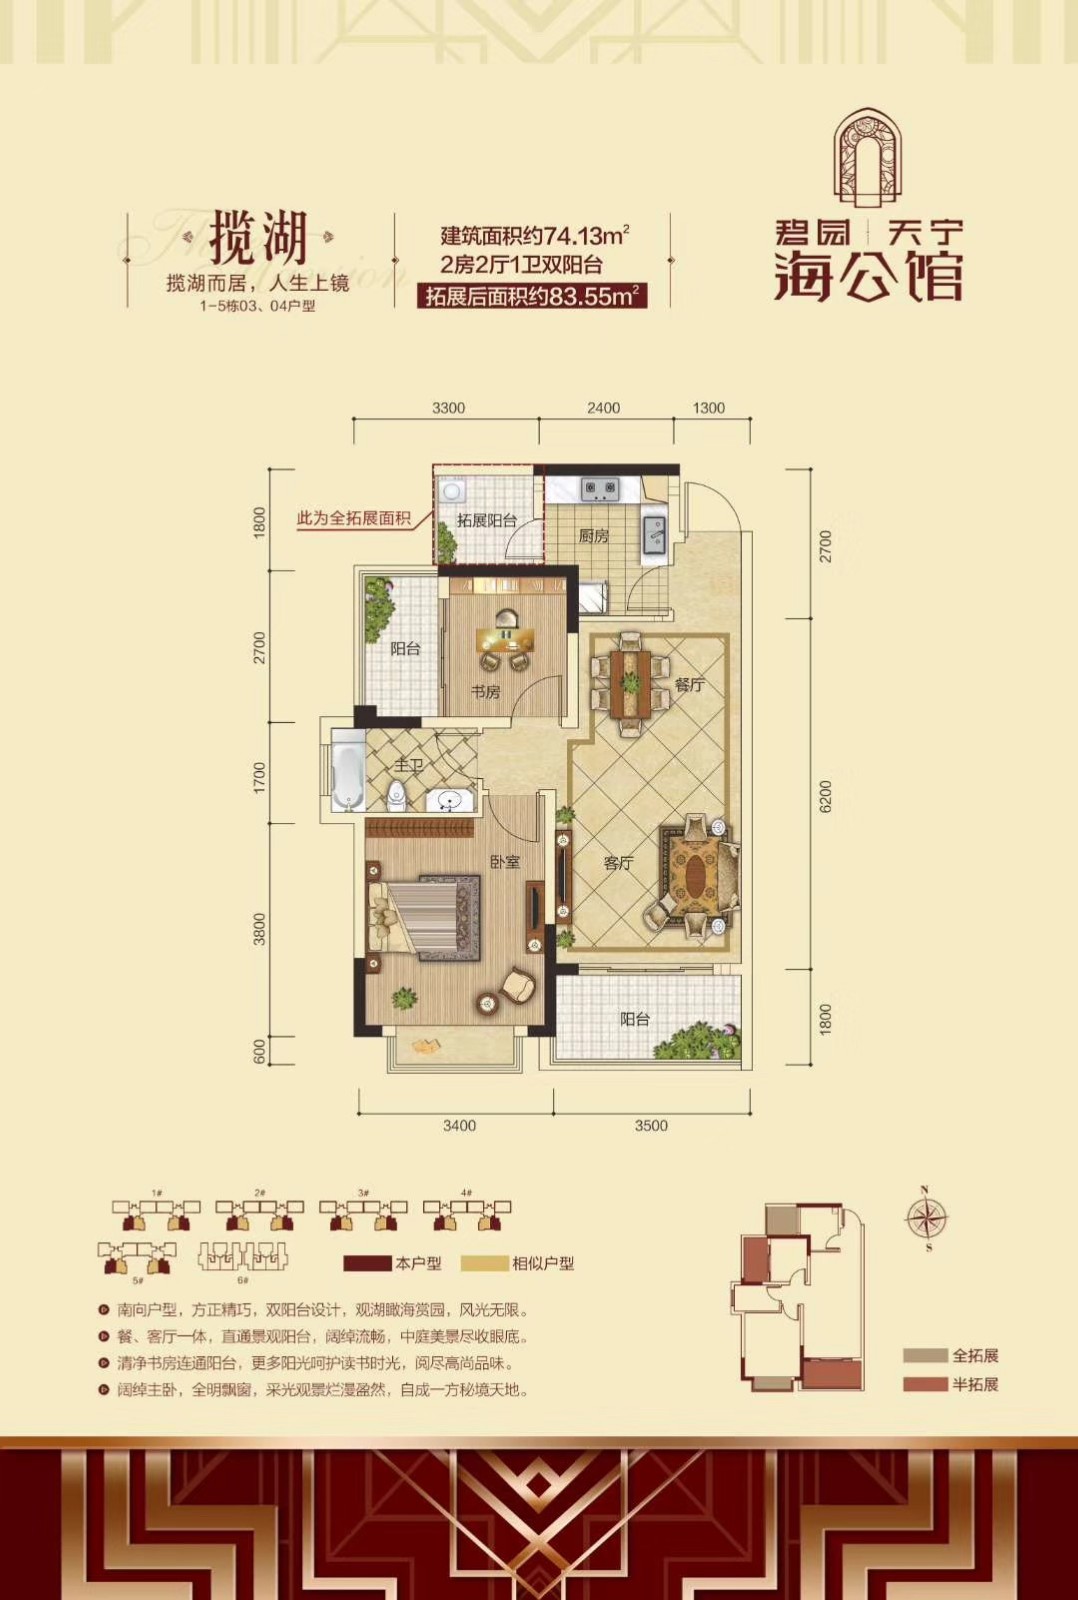 碧园|天宁
海公馆
Three Mansion
揽湖
揽湖而居，人生上镜
1-5栋03、04户型
建筑面积约74.13m²
2房2厅1卫双阳台
拓展后面积约83.55m²
3300
2400
1300
此为全拓展面积
拓展阳台
厨房
1800
2700
阳台
书房
餐厅
2700
主卫
1700
6200
卧室
客厅
3800
阳台
1800
600
3400
3500
1#
2#
3#
4#
5#
6#
本户型
相似户型
N
S
南向户型，方正精巧，双阳台设计，观湖瞰海赏园，风光无限。
餐、客厅一体，直通景观阳台，阔绰流畅，中庭美景尽收眼底。
清净书房连通阳台，更多阳光呵护读书时光，阅尽高尚品味。
阔绰主卧，全明飘窗，采光观景烂漫盈然，自成一方秘境天地。
全拓展
半拓展